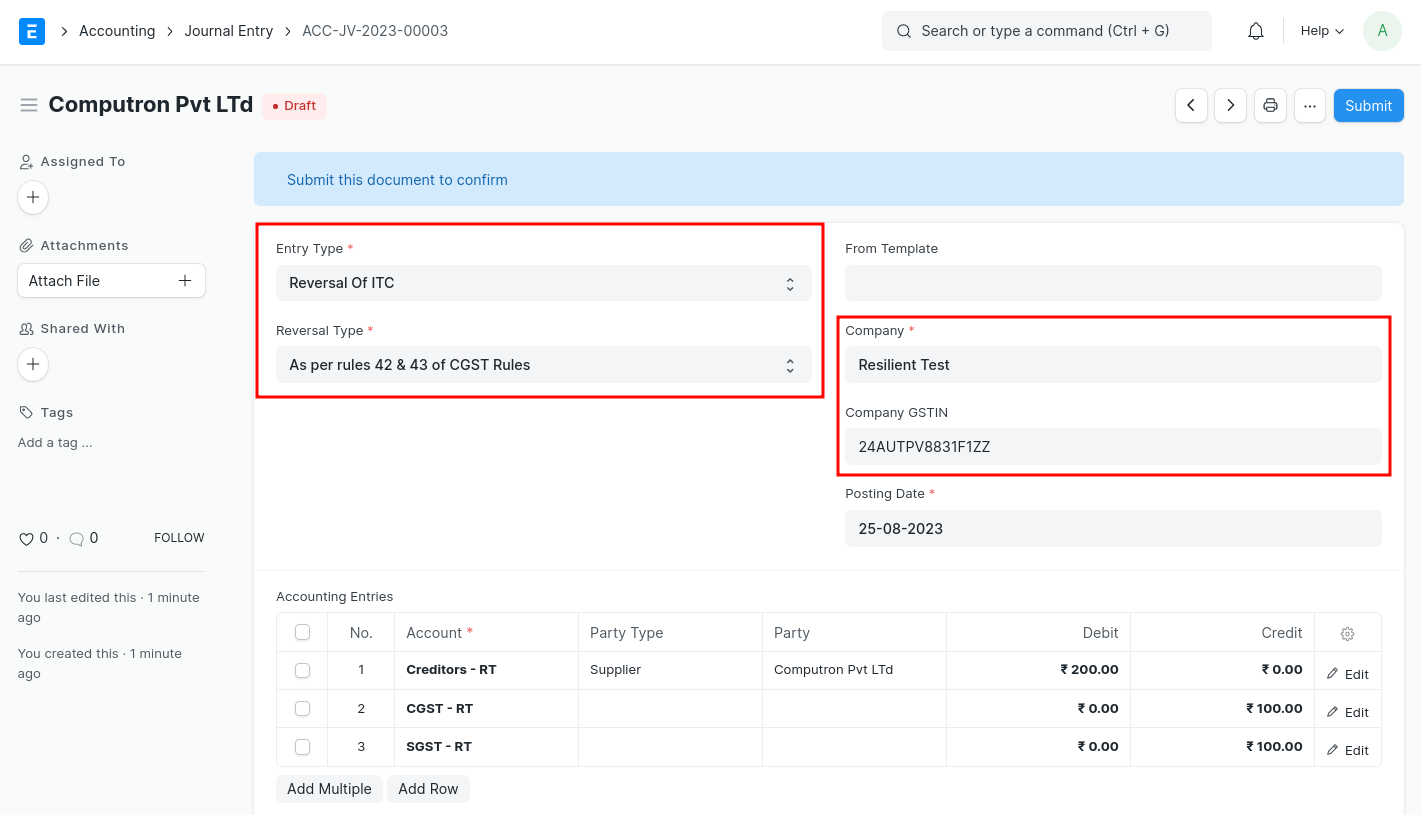 Accounting Journal Entry ACC-JV-2023-00003 Search or type a command (Ctrl + G) Help A
Computron Pvt LTd Draft ... Submit
Assigned To
Attachments
Attach File
Shared With
Tags
Add a tag ...
0 · 0 FOLLOW
You last edited this · 1 minute
ago
You created this · 1 minute
ago
Submit this document to confirm
Entry Type *
Reversal Of ITC
Reversal Type *
As per rules 42 & 43 of CGST Rules
From Template
Company *
Resilient Test
Company GSTIN
24AUTPV8831F1ZZ
Posting Date *
25-08-2023
Accounting Entries
No. Account * Party Type Party Debit Credit
1 Creditors - RT Supplier Computron Pvt LTd ₹ 200.00 ₹ 0.00 Edit
2 CGST - RT ₹ 0.00 ₹ 100.00 Edit
3 SGST - RT ₹ 0.00 ₹ 100.00 Edit
Add Multiple Add Row